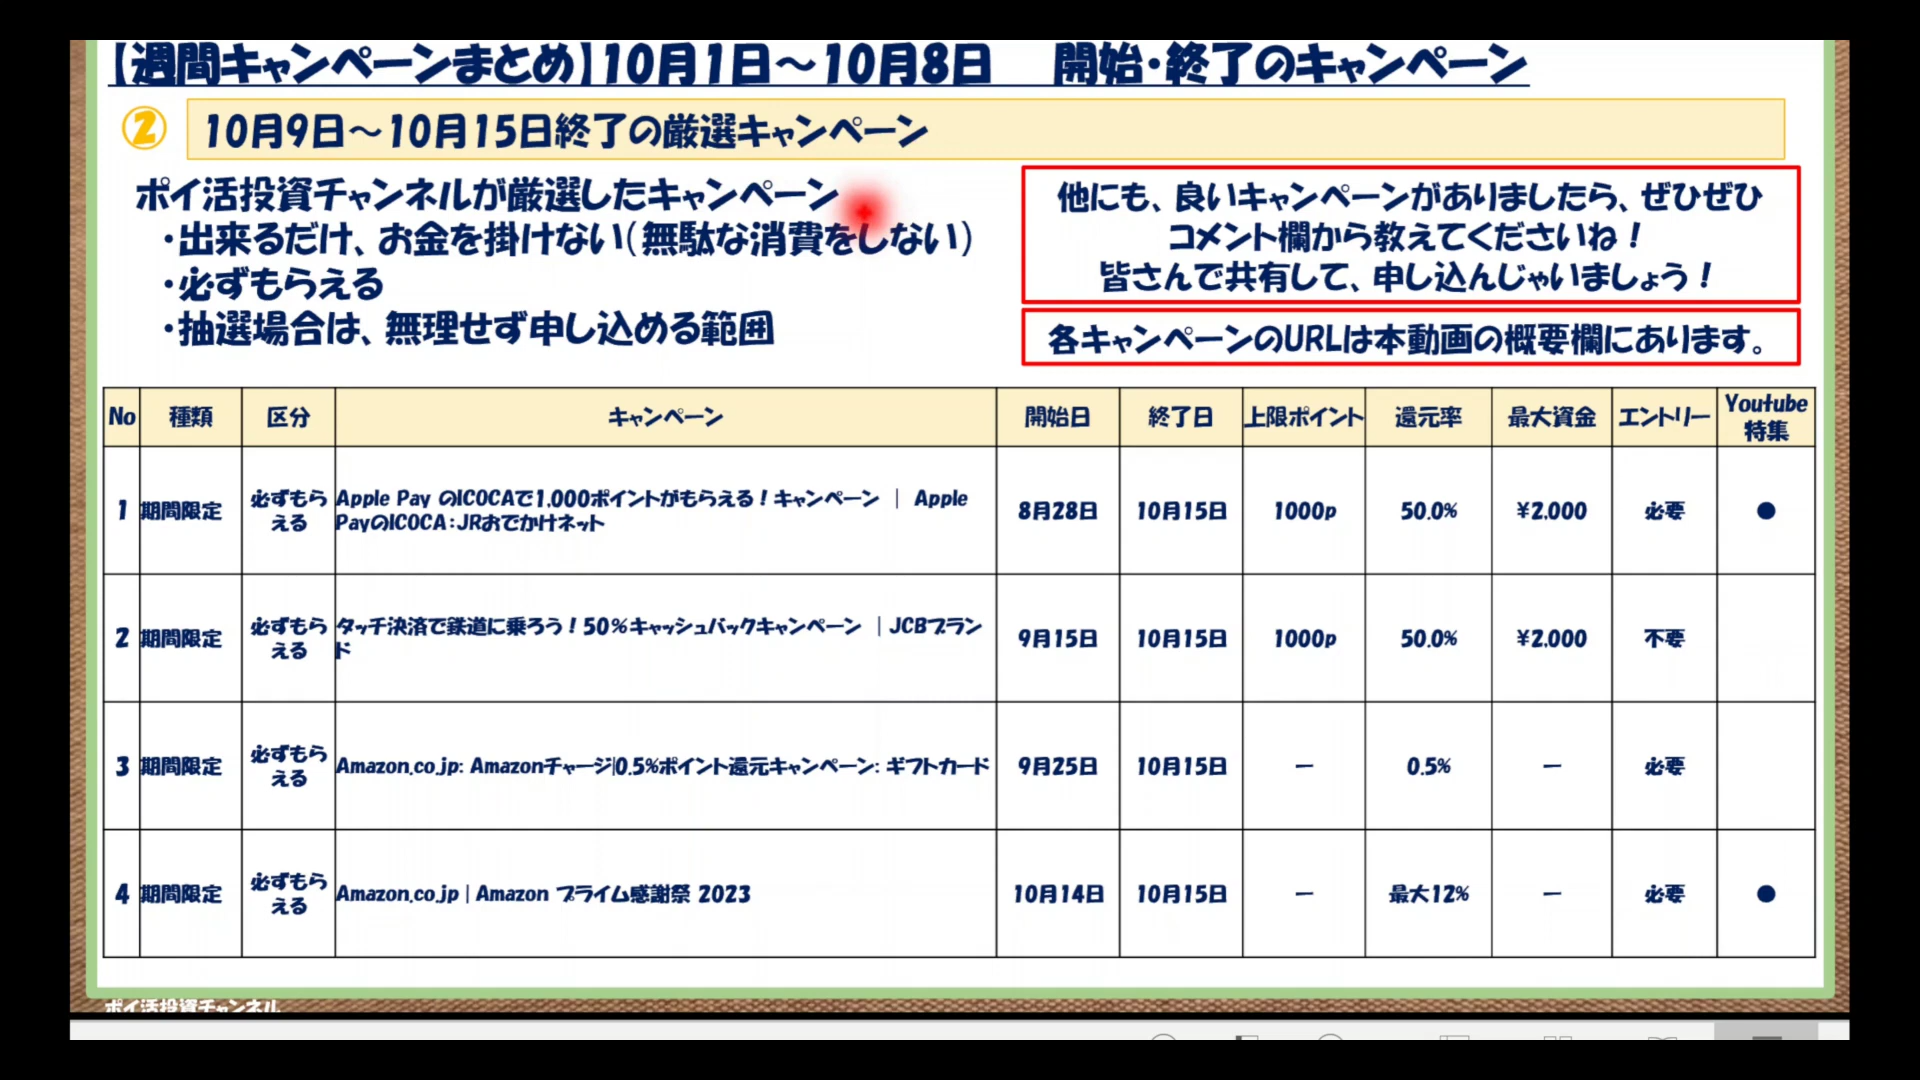 【週間キャンペーンまとめ】10月1日～10月8日　開始・終了のキャンペーン
② 10月9日～10月15日終了の厳選キャンペーン
ポイ活投資チャンネルが厳選したキャンペーン
・出来るだけ、お金を掛けない（無駄な消費をしない）
・必ずもらえる
・抽選場合は、無理せず申し込める範囲
他にも、良いキャンペーンがありましたら、ぜひぜひ
コメント欄から教えてくださいね！
皆さんで共有して、申し込んじゃいましょう！
各キャンペーンのURLは本動画の概要欄にあります。
No 種類 区分 キャンペーン 開始日 終了日 上限ポイント 還元率 最大資金 エントリー Youtube
特集
1 期間限定 必ずもら
える Apple Pay のICOCAで1,000ポイントがもらえる！キャンペーン ｜ Apple
PayのICOCA：JRおでかけネット 8月28日 10月15日 1000p 50.0% ¥2,000 必要 ●
2 期間限定 必ずもら
える タッチ決済で鉄道に乗ろう！50％キャッシュバックキャンペーン ｜JCBブラン
ド 9月15日 10月15日 1000p 50.0% ¥2,000 不要
3 期間限定 必ずもら
える Amazon.co.jp: Amazonチャージ|0.5%ポイント還元キャンペーン: ギフトカード 9月25日 10月15日 ー 0.5% ー 必要
4 期間限定 必ずもら
える Amazon.co.jp | Amazon プライム感謝祭 2023 10月14日 10月15日 ー 最大12% ー 必要 ●
ポイ活投資チャンネル